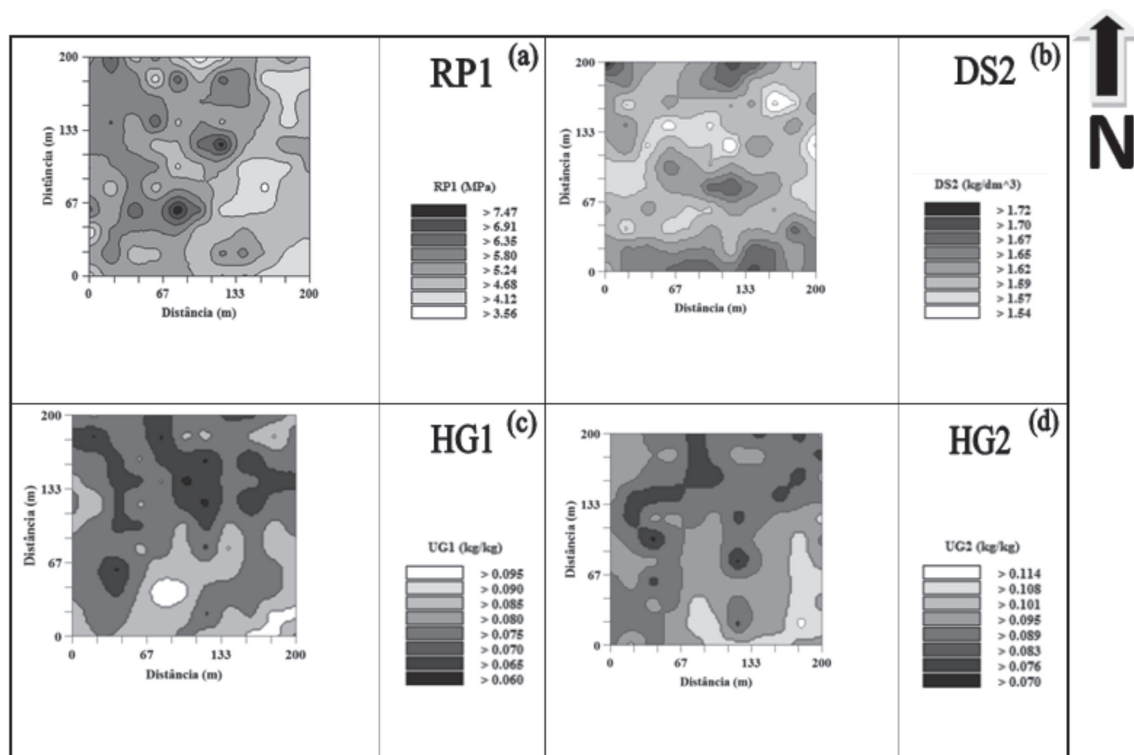 RP1 (a)
200
133
67
0
Distância (m)
0 67 133 200
Distância (m)
RP1 (MPa)
> 7.47
> 6.91
> 6.35
> 5.80
> 5.24
> 4.68
> 4.12
> 3.56
DS2 (b)
200
133
67
0
Distância (m)
0 67 133 200
Distância (m)
DS2 (kg/dm^3)
> 1.72
> 1.70
> 1.67
> 1.65
> 1.62
> 1.59
> 1.57
> 1.54
N
HG1 (c)
200
133
67
0
Distância (m)
0 67 133 200
Distância (m)
UG1 (kg/kg)
> 0.095
> 0.090
> 0.085
> 0.080
> 0.075
> 0.070
> 0.065
> 0.060
HG2 (d)
200
133
67
0
Distância (m)
0 67 133 200
Distância (m)
UG2 (kg/kg)
> 0.114
> 0.108
> 0.101
> 0.095
> 0.089
> 0.083
> 0.076
> 0.070